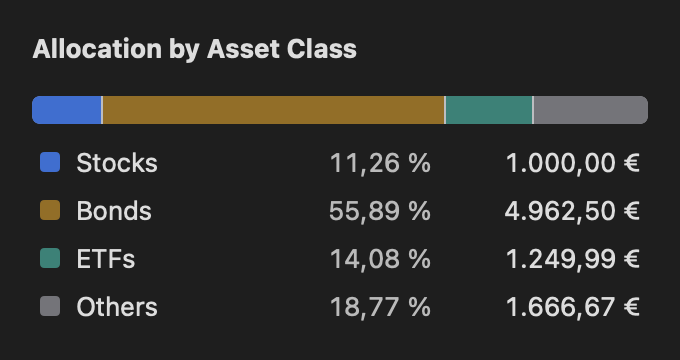 Allocation by Asset Class
Stocks 11,26 % 1.000,00 €
Bonds 55,89 % 4.962,50 €
ETFs 14,08 % 1.249,99 €
Others 18,77 % 1.666,67 €